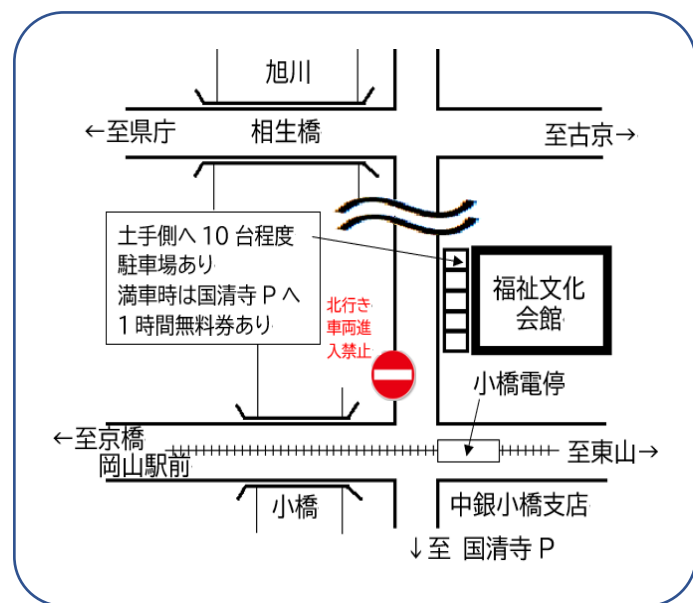 旭川
←至県庁
相生橋
至古京→
土手側へ 10 台程度
駐車場あり
満車時は国清寺 P へ
1 時間無料券あり
北行き
車両進
入禁止
福祉文化
会館
小橋電停
←至京橋
岡山駅前
至東山→
小橋
中銀小橋支店
↓至 国清寺 P